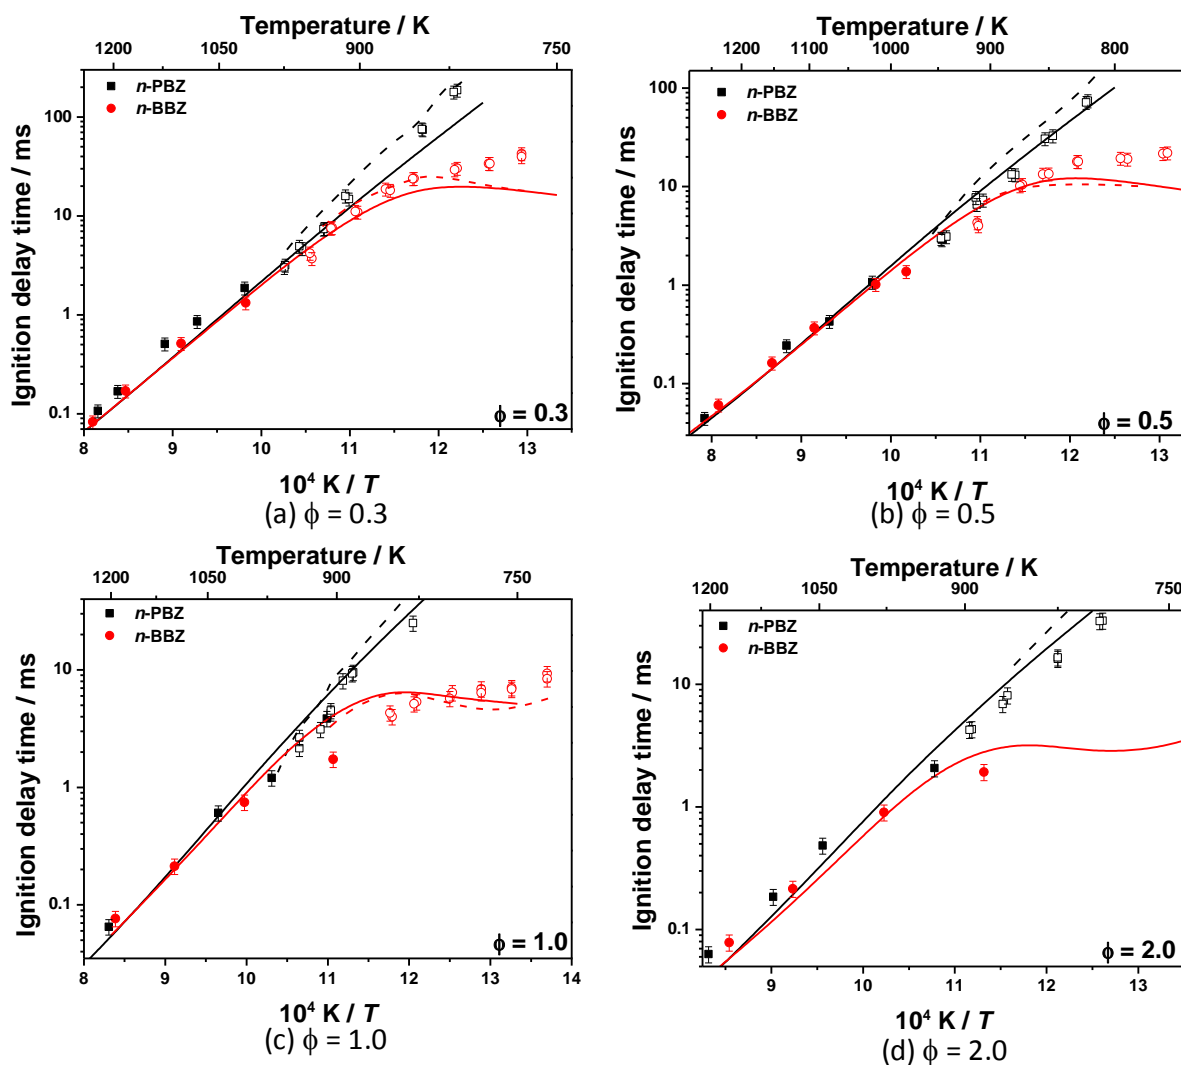 Temperature / K
1200 1050 900 750
100
10
1
0.1
Ignition delay time / ms
n-PBZ
n-BBZ
ϕ = 0.3
8 9 10 11 12 13
10⁴ K / T
(a) ϕ = 0.3
Temperature / K
1200 1100 1000 900 800
100
10
1
0.1
Ignition delay time / ms
n-PBZ
n-BBZ
ϕ = 0.5
8 9 10 11 12 13
10⁴ K / T
(b) ϕ = 0.5
Temperature / K
1200 1050 900 750
10
1
0.1
Ignition delay time / ms
n-PBZ
n-BBZ
ϕ = 1.0
8 9 10 11 12 13 14
10⁴ K / T
(c) ϕ = 1.0
Temperature / K
1200 1050 900 750
10
1
0.1
Ignition delay time / ms
n-PBZ
n-BBZ
ϕ = 2.0
9 10 11 12 13
10⁴ K / T
(d) ϕ = 2.0